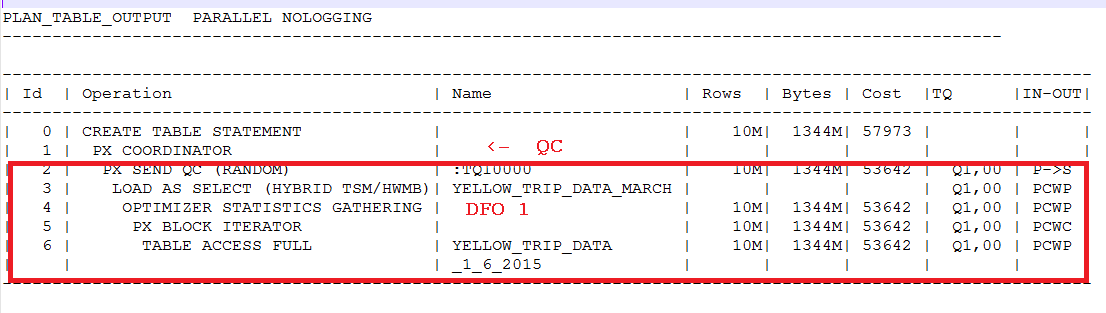 PLAN_TABLE_OUTPUT  PARALLEL NOLOGGING
----------------------------------------------------------------------------------------------------
-------------------------------------------------------------------------------------------------------------
| Id  | Operation                          | Name                    | Rows  | Bytes | Cost  |TQ       |IN-OUT|
-------------------------------------------------------------------------------------------------------------
|   0 | CREATE TABLE STATEMENT             |                         |    10M|  1344M| 57973 |         |      |
|   1 |  PX COORDINATOR                    |    <-  QC               |       |       |       |         |      |
|   2 |   PX SEND QC (RANDOM)              | :TQ10000                |    10M|  1344M| 53642 |  Q1,00  | P->S |
|   3 |    LOAD AS SELECT (HYBRID TSM/HWMB)| YELLOW_TRIP_DATA_MARCH  |       |       |       |  Q1,00  | PCWP |
|   4 |     OPTIMIZER STATISTICS GATHERING |  DFO 1                  |    10M|  1344M| 53642 |  Q1,00  | PCWP |
|   5 |      PX BLOCK ITERATOR             |                         |    10M|  1344M| 53642 |  Q1,00  | PCWC |
|   6 |       TABLE ACCESS FULL            | YELLOW_TRIP_DATA        |    10M|  1344M| 53642 |  Q1,00  | PCWP |
|     |                                    | _1_6_2015               |       |       |       |         |      |
-------------------------------------------------------------------------------------------------------------